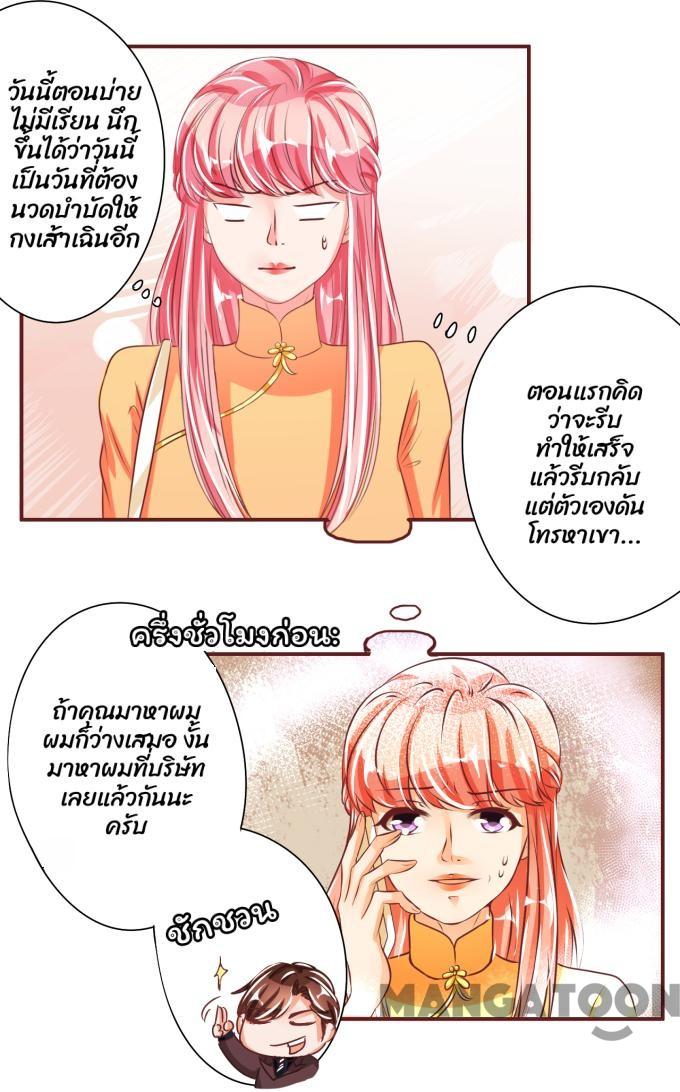 วันนี้ตอนบ่าย
ไม่มีเรียน นึก
ขึ้นได้ว่าวันนี้
เป็นวันที่ต้อง
นวดบำบัดให้
กงเส้าเฉินอีก
ตอนแรกคิด
ว่าจะรีบ
ทำให้เสร็จ
แล้วรีบกลับ
แต่ตัวเองดัน
โทรหาเขา...
ครึ่งชั่วโมงก่อน:
ถ้าคุณมาหาผม
ผมก็ว่างเสมอ งั้น
มาหาผมที่บริษัท
เลยแล้วกันนะ
ครับ
ชักชวน
MANGATOON